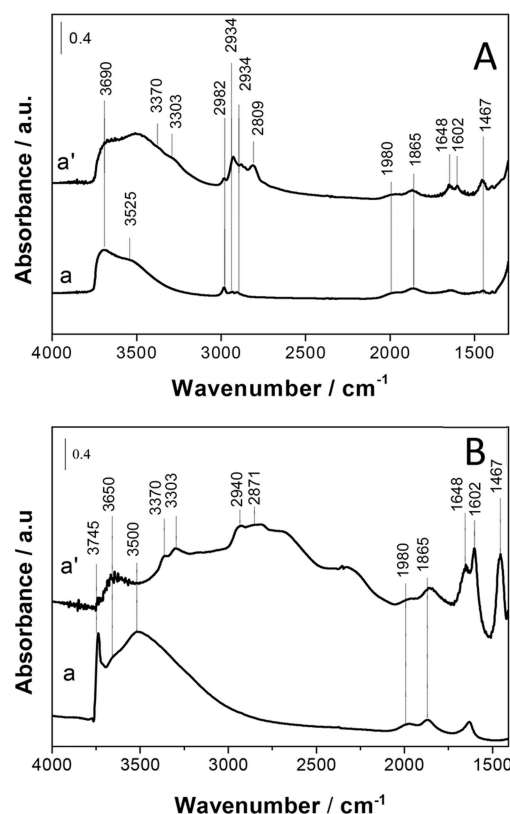 0.4
A
3690
3370
3303
2982
2934
2934
2809
1980
1865
1648
1602
1467
a'
3525
a
Absorbance / a.u.
4000 3500 3000 2500 2000 1500
Wavenumber / cm-1
0.4
B
3745
3650
3500
3370
3303
2940
2871
1980
1865
1648
1602
1467
a'
a
Absorbance / a.u
4000 3500 3000 2500 2000 1500
Wavenumber / cm-1